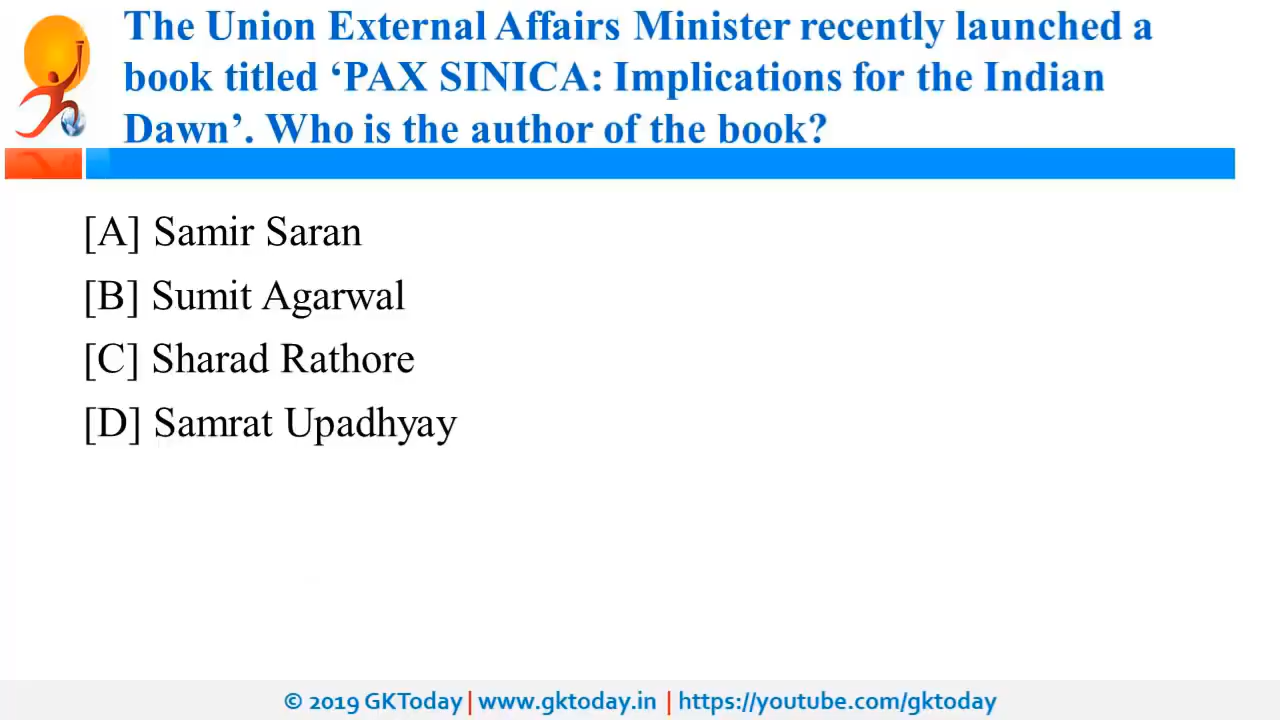 The Union External Affairs Minister recently launched a
book titled ‘PAX SINICA: Implications for the Indian
Dawn’. Who is the author of the book?
[A] Samir Saran
[B] Sumit Agarwal
[C] Sharad Rathore
[D] Samrat Upadhyay
© 2019 GKToday | www.gktoday.in | https://youtube.com/gktoday